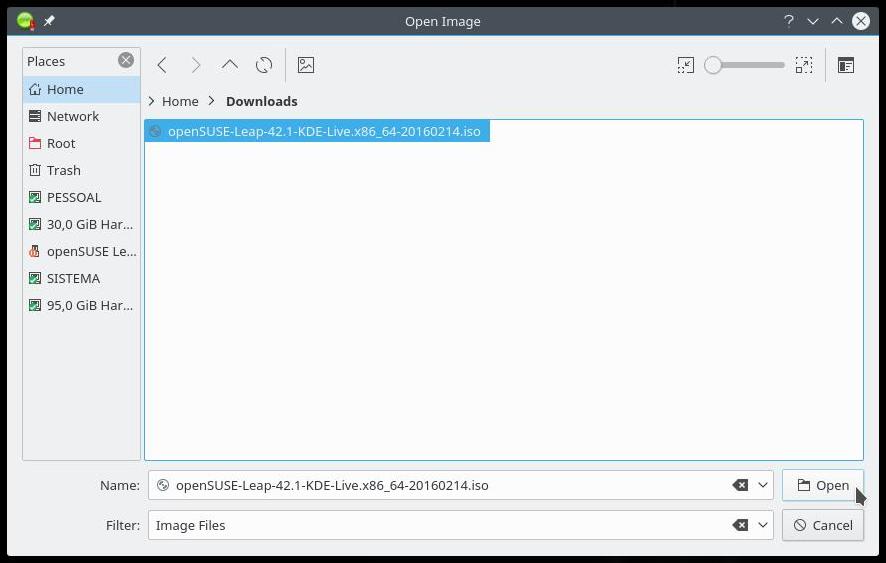 Open Image
?
Places
Home
Network
Root
Trash
PESSOAL
30,0 GiB Har...
openSUSE Le...
SISTEMA
95,0 GiB Har...
Home Downloads
openSUSE-Leap-42.1-KDE-Live.x86_64-20160214.iso
Name: openSUSE-Leap-42.1-KDE-Live.x86_64-20160214.iso Open
Filter: Image Files Cancel